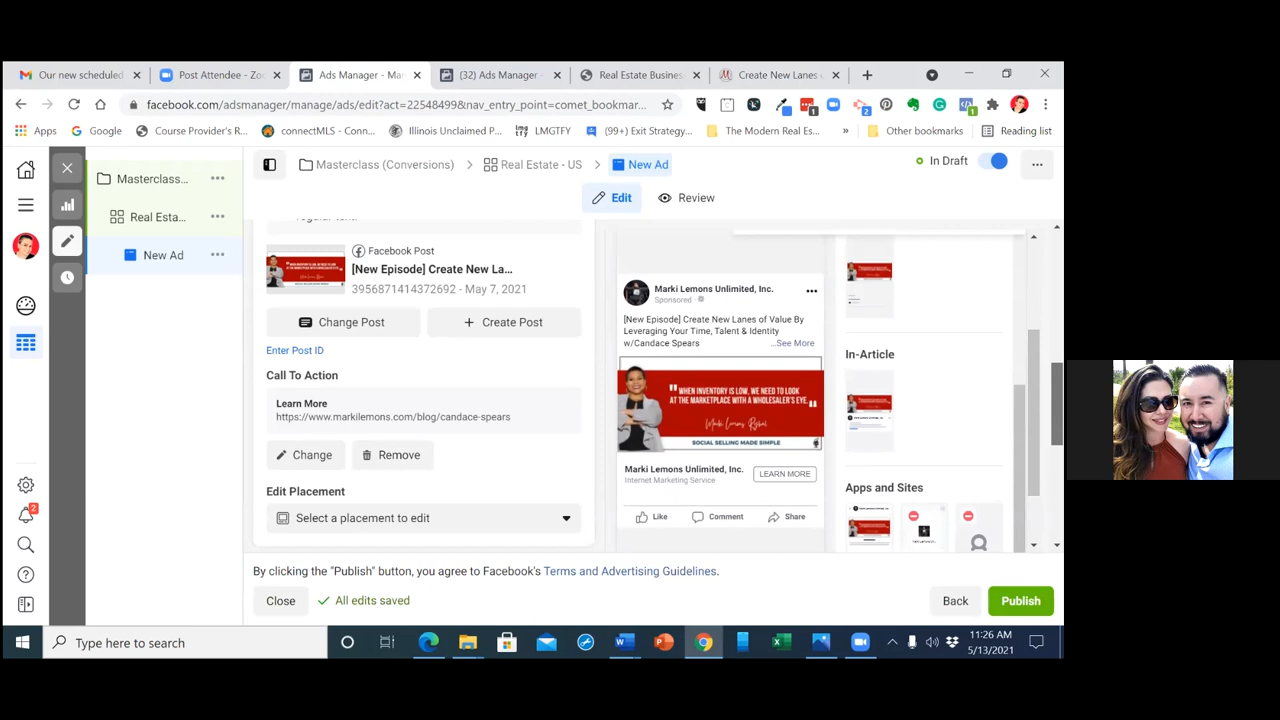 Our new scheduled
Post Attendee - Zoo
Ads Manager - Ma
(32) Ads Manager -
Real Estate Busines
Create New Lanes o
facebook.com/adsmanager/manage/ads/edit?act=22548499&nav_entry_point=comet_bookmar...
Apps
Google
Course Provider's R...
connectMLS - Conn...
Illinois Unclaimed P...
LMGTFY
(99+) Exit Strategy...
The Modern Real Es...
»
Other bookmarks
Reading list
Masterclass (Conversions)
Real Estate - US
New Ad
In Draft
Edit
Review
Masterclass...
Real Esta...
New Ad
Facebook Post
[New Episode] Create New La...
3956871414372692 - May 7, 2021
Change Post
+ Create Post
Enter Post ID
Call To Action
Learn More
https://www.markilemons.com/blog/candace-spears
Change
Remove
Edit Placement
Select a placement to edit
Marki Lemons Unlimited, Inc.
Sponsored ·
[New Episode] Create New Lanes of Value By
Leveraging Your Time, Talent & Identity
w/Candace Spears
...See More
"WHEN INVENTORY IS LOW, WE NEED TO LOOK
AT THE MARKETPLACE WITH A WHOLESALER'S EYE."
Marki Lemons Ryhal
SOCIAL SELLING MADE SIMPLE
Marki Lemons Unlimited, Inc.
Internet Marketing Service
LEARN MORE
Like
Comment
Share
In-Article
Apps and Sites
By clicking the "Publish" button, you agree to Facebook's Terms and Advertising Guidelines.
Close
All edits saved
Back
Publish
Type here to search
11:26 AM
5/13/2021